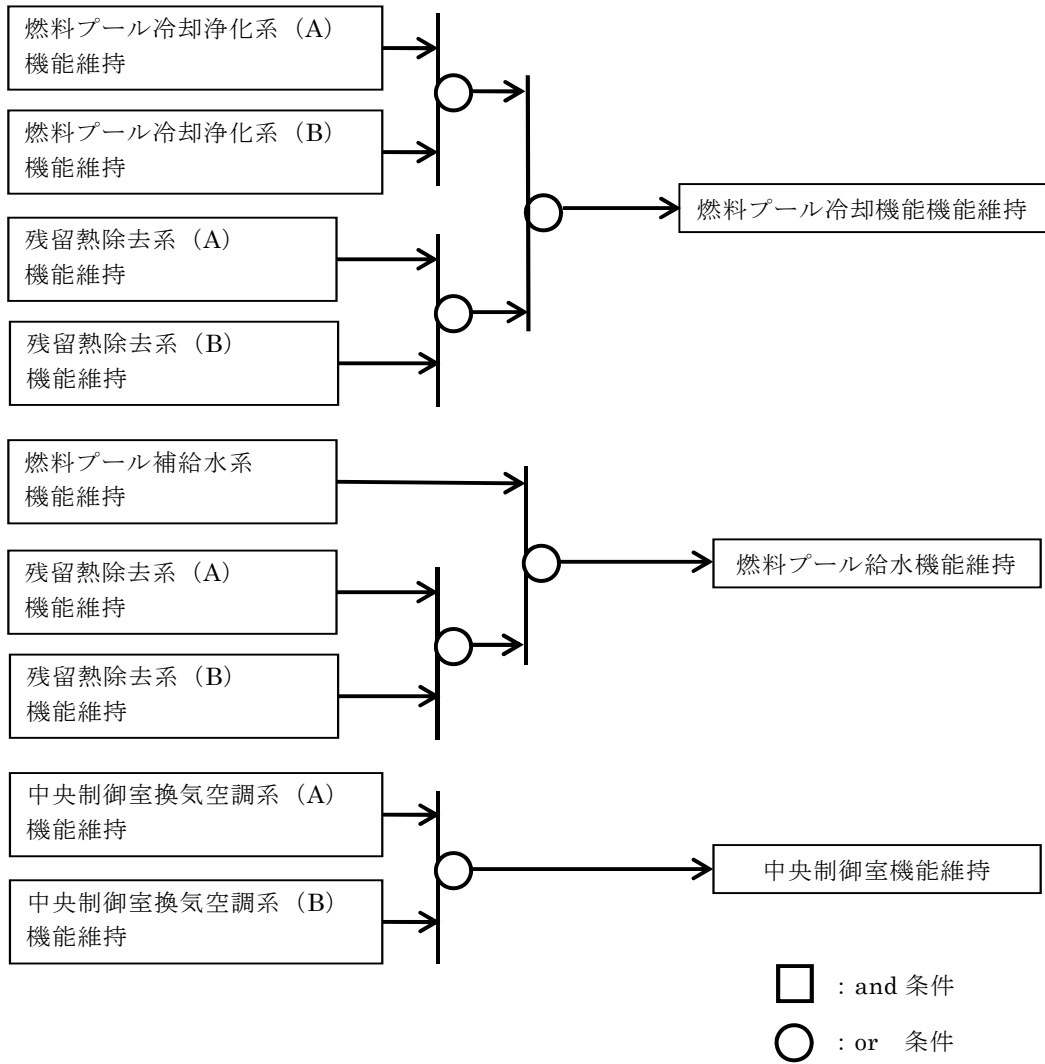 燃料プール冷却浄化系（A）
機能維持
燃料プール冷却浄化系（B）
機能維持
残留熱除去系（A）
機能維持
残留熱除去系（B）
機能維持
燃料プール冷却機能機能維持
燃料プール補給水系
機能維持
残留熱除去系（A）
機能維持
残留熱除去系（B）
機能維持
燃料プール給水機能維持
中央制御室換気空調系（A）
機能維持
中央制御室換気空調系（B）
機能維持
中央制御室機能維持
：and 条件
：or　条件